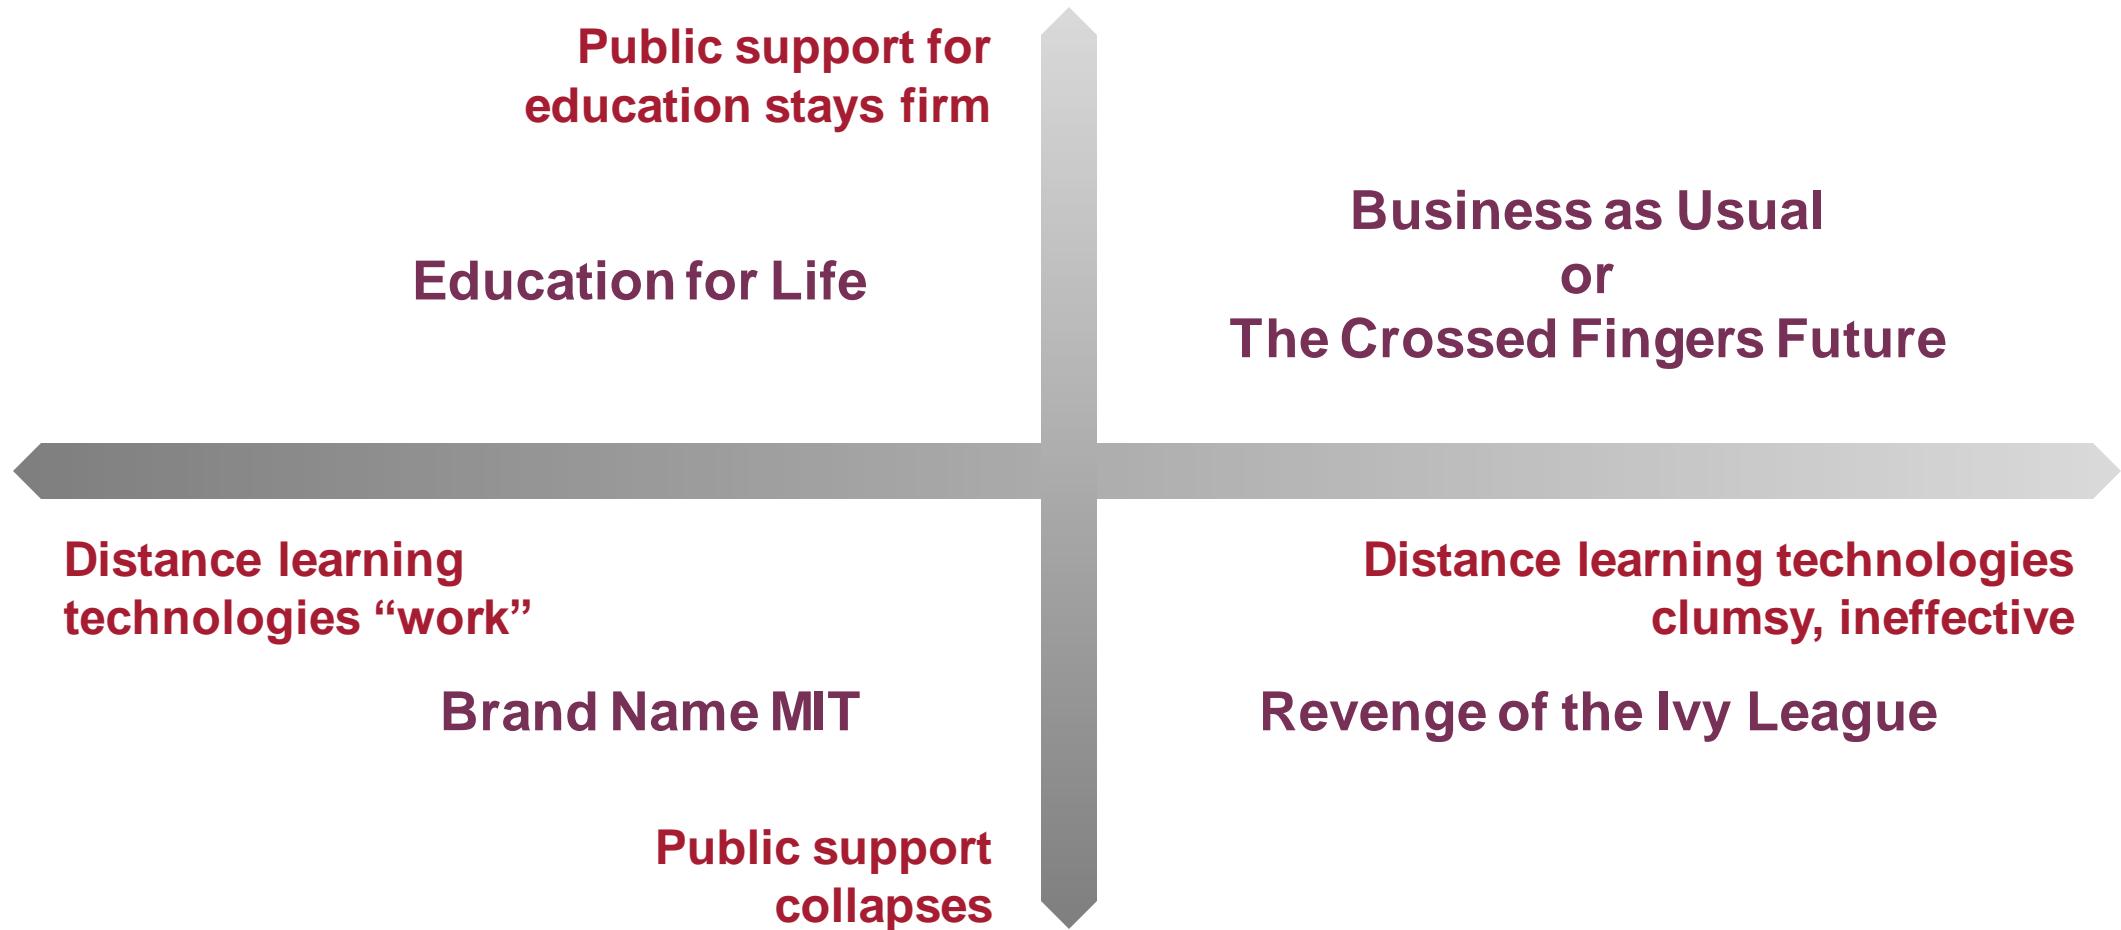 Public support for
education stays firm
Business as Usual
or
The Crossed Fingers Future
Education for Life
Distance learning
technologies “work”
Distance learning technologies
clumsy, ineffective
Brand Name MIT
Revenge of the Ivy League
Public support
collapses